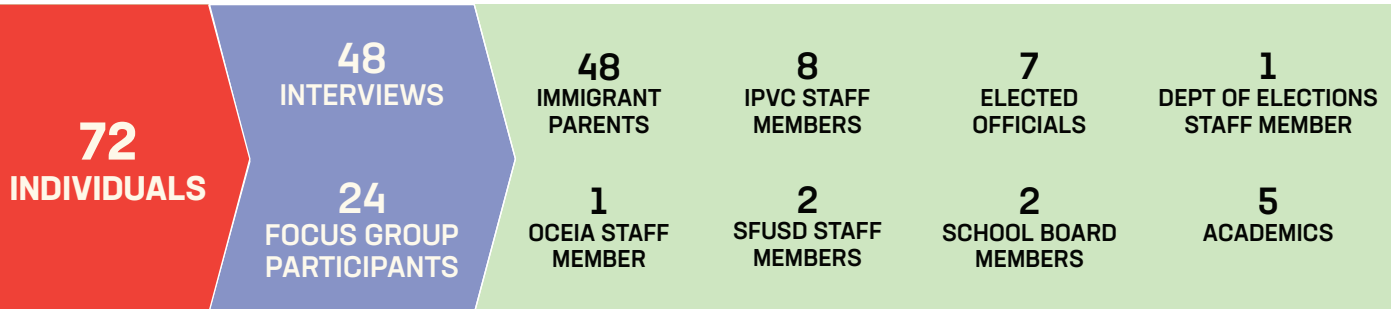 72
INDIVIDUALS
48
INTERVIEWS
24
FOCUS GROUP
PARTICIPANTS
48
IMMIGRANT
PARENTS
8
IPVC STAFF
MEMBERS
7
ELECTED
OFFICIALS
1
DEPT OF ELECTIONS
STAFF MEMBER
1
OCEIA STAFF
MEMBER
2
SFUSD STAFF
MEMBERS
2
SCHOOL BOARD
MEMBERS
5
ACADEMICS